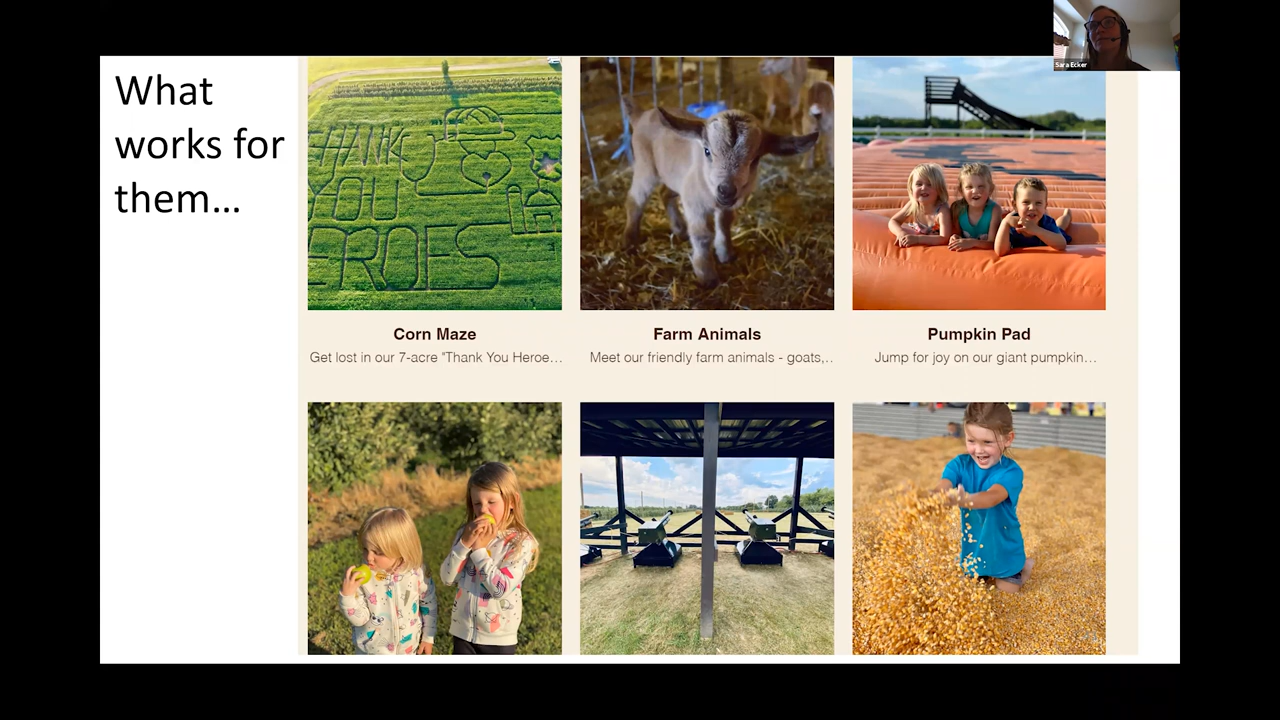 What
works for
them...
Sara Ecker
THANK
YOU
HEROES
Corn Maze
Get lost in our 7-acre "Thank You Heroe...
Farm Animals
Meet our friendly farm animals - goats,...
Pumpkin Pad
Jump for joy on our giant pumpkin...